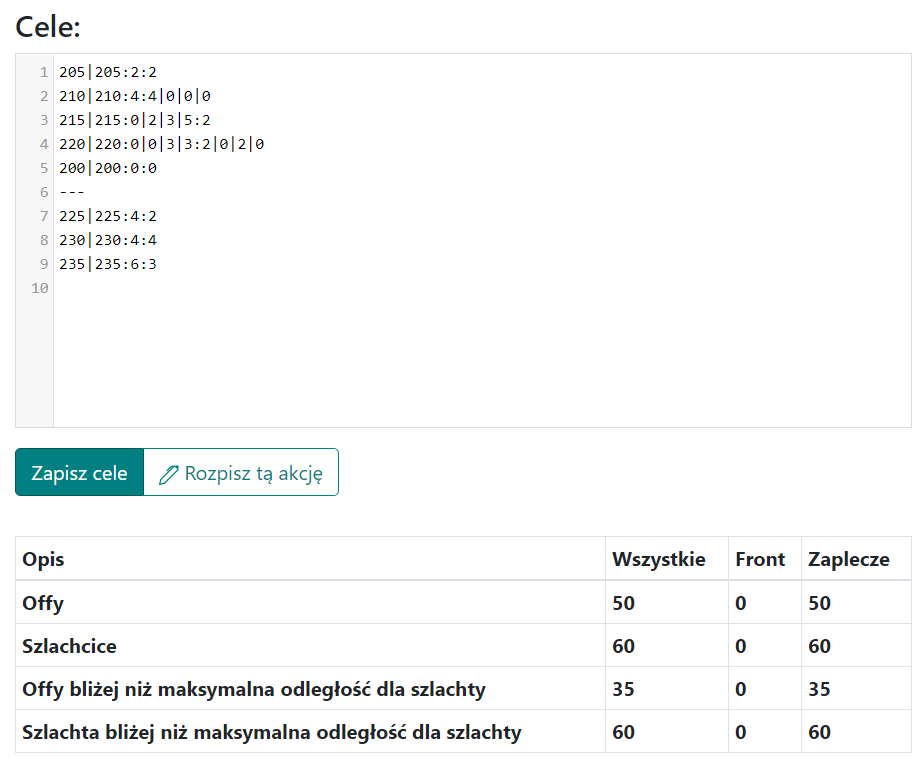 Cele:
1 205|205:2:2
2 210|210:4:4|0|0|0
3 215|215:0|2|3|5:2
4 220|220:0|0|3|3:2|0|2|0
5 200|200:0:0
6 ---
7 225|225:4:2
8 230|230:4:4
9 235|235:6:3
10
Zapisz cele Rozpisz tą akcję
Opis Wszystkie Front Zaplecze
Offy 50 0 50
Szlachcice 60 0 60
Offy bliżej niż maksymalna odległość dla szlachty 35 0 35
Szlachta bliżej niż maksymalna odległość dla szlachty 60 0 60